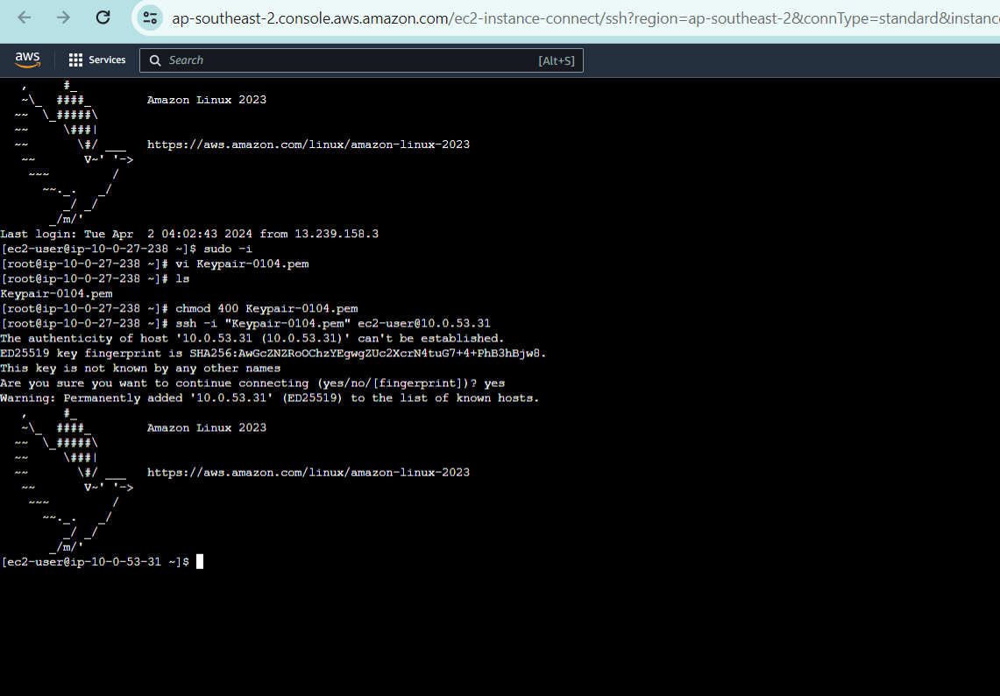 ap-southeast-2.console.aws.amazon.com/ec2-instance-connect/ssh?region=ap-southeast-2&connType=standard&instanc
aws Services Search [Alt+S]
   ,     #_
   ~\_  ####_        Amazon Linux 2023
  ~~  \_#####\
  ~~     \###|
  ~~       \#/ ___   https://aws.amazon.com/linux/amazon-linux-2023
   ~~       V~' '->
    ~~~         /
      ~~._.   _/
         _/ _/
       _/m/'
Last login: Tue Apr  2 04:02:43 2024 from 13.239.158.3
[ec2-user@ip-10-0-27-238 ~]$ sudo -i
[root@ip-10-0-27-238 ~]# vi Keypair-0104.pem
[root@ip-10-0-27-238 ~]# ls
Keypair-0104.pem
[root@ip-10-0-27-238 ~]# chmod 400 Keypair-0104.pem
[root@ip-10-0-27-238 ~]# ssh -i "Keypair-0104.pem" ec2-user@10.0.53.31
The authenticity of host '10.0.53.31 (10.0.53.31)' can't be established.
ED25519 key fingerprint is SHA256:AwGcZNZRoOChzYEgwgZUc2XcrN4tuG7+4+PhB3hBjw8.
This key is not known by any other names
Are you sure you want to continue connecting (yes/no/[fingerprint])? yes
Warning: Permanently added '10.0.53.31' (ED25519) to the list of known hosts.
   ,     #_
   ~\_  ####_        Amazon Linux 2023
  ~~  \_#####\
  ~~     \###|
  ~~       \#/ ___   https://aws.amazon.com/linux/amazon-linux-2023
   ~~       V~' '->
    ~~~         /
      ~~._.   _/
         _/ _/
       _/m/'
[ec2-user@ip-10-0-53-31 ~]$